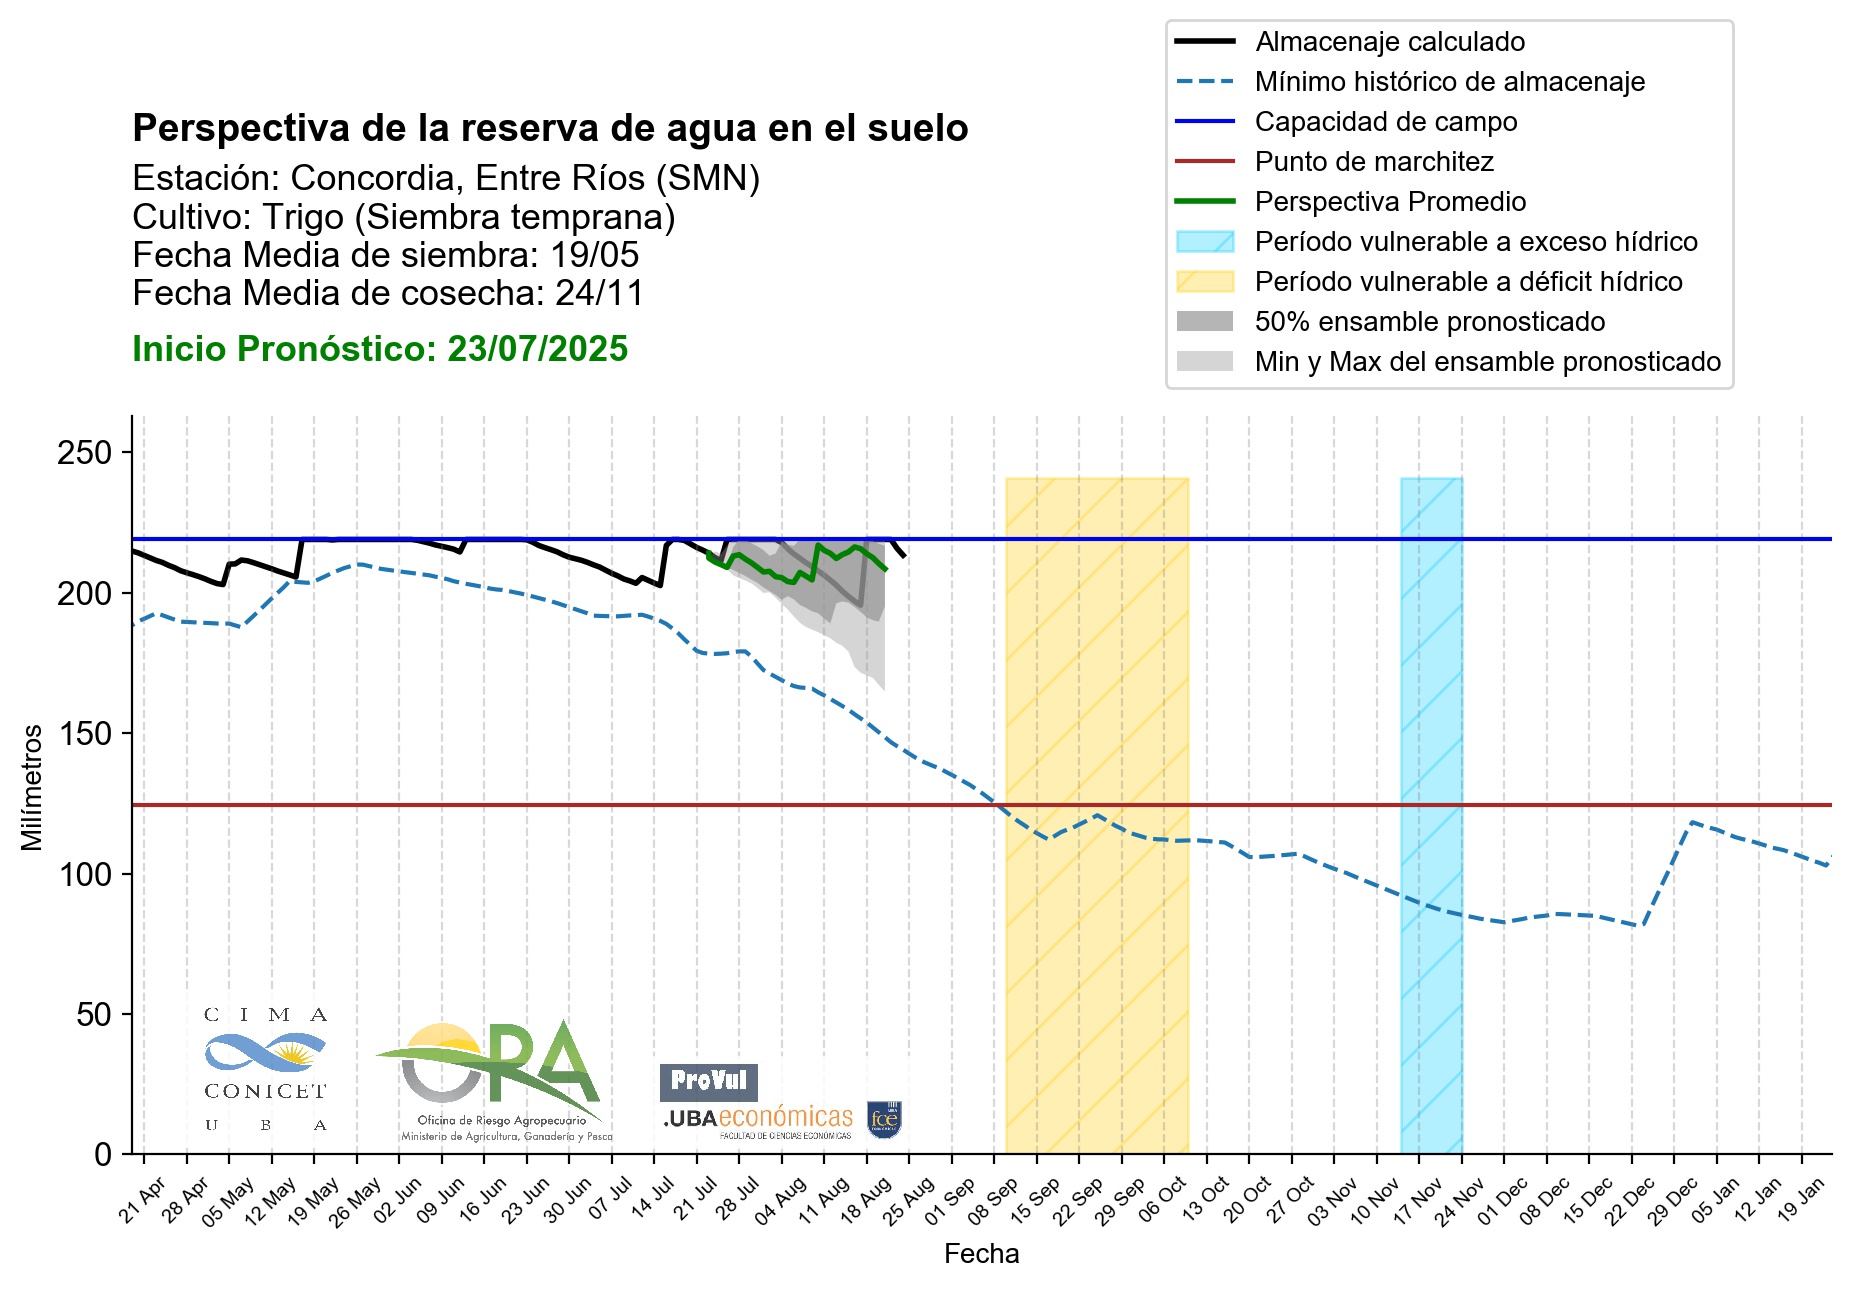 Almacenaje calculado
Mínimo histórico de almacenaje
Capacidad de campo
Punto de marchitez
Perspectiva Promedio
Período vulnerable a exceso hídrico
Período vulnerable a déficit hídrico
50% ensamble pronosticado
Min y Max del ensamble pronosticado
Perspectiva de la reserva de agua en el suelo
Estación: Concordia, Entre Ríos (SMN)
Cultivo: Trigo (Siembra temprana)
Fecha Media de siembra: 19/05
Fecha Media de cosecha: 24/11
Inicio Pronóstico: 23/07/2025
Milímetros
250
200
150
100
50
0
CIMA
CONICET
UBA
ORA
Oficina de Riesgo Agropecuario
Ministerio de Agricultura, Ganadería y Pesca
ProVul
.UBAeconómicas
FACULTAD DE CIENCIAS ECONÓMICAS
UBA
fce
21 Apr
28 Apr
05 May
12 May
19 May
26 May
02 Jun
09 Jun
16 Jun
23 Jun
30 Jun
07 Jul
14 Jul
21 Jul
28 Jul
04 Aug
11 Aug
18 Aug
25 Aug
01 Sep
08 Sep
15 Sep
22 Sep
29 Sep
06 Oct
13 Oct
20 Oct
27 Oct
03 Nov
10 Nov
17 Nov
24 Nov
01 Dec
08 Dec
15 Dec
22 Dec
29 Dec
05 Jan
12 Jan
19 Jan
Fecha